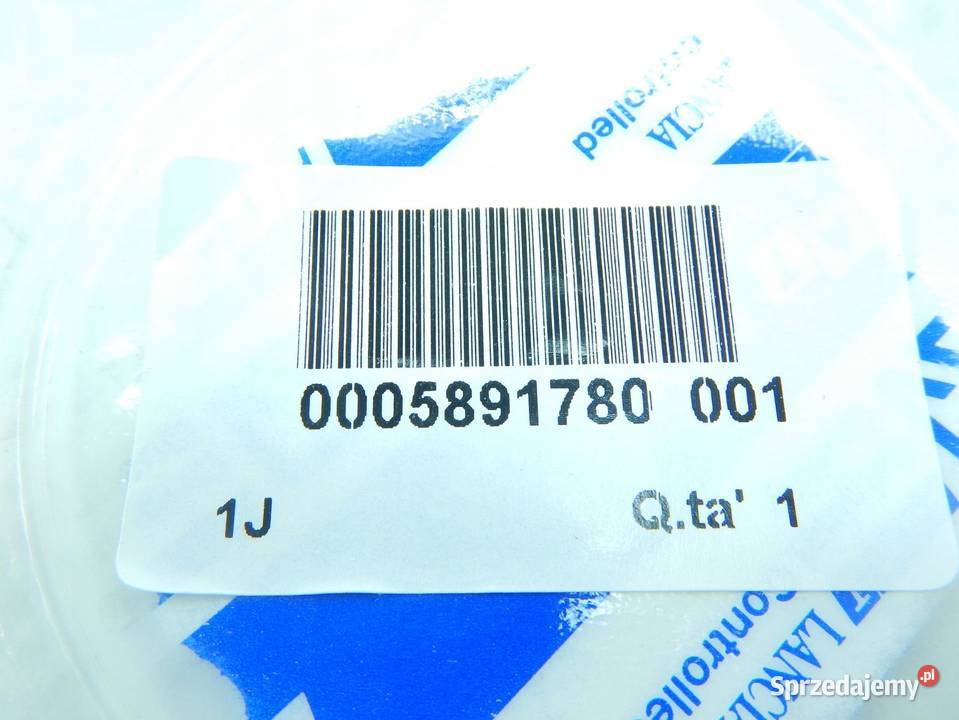 controlled
LANCIA
0005891780 001
1J
Q.ta' 1
LANCIA
Controlled
Sprzedajemy.pl